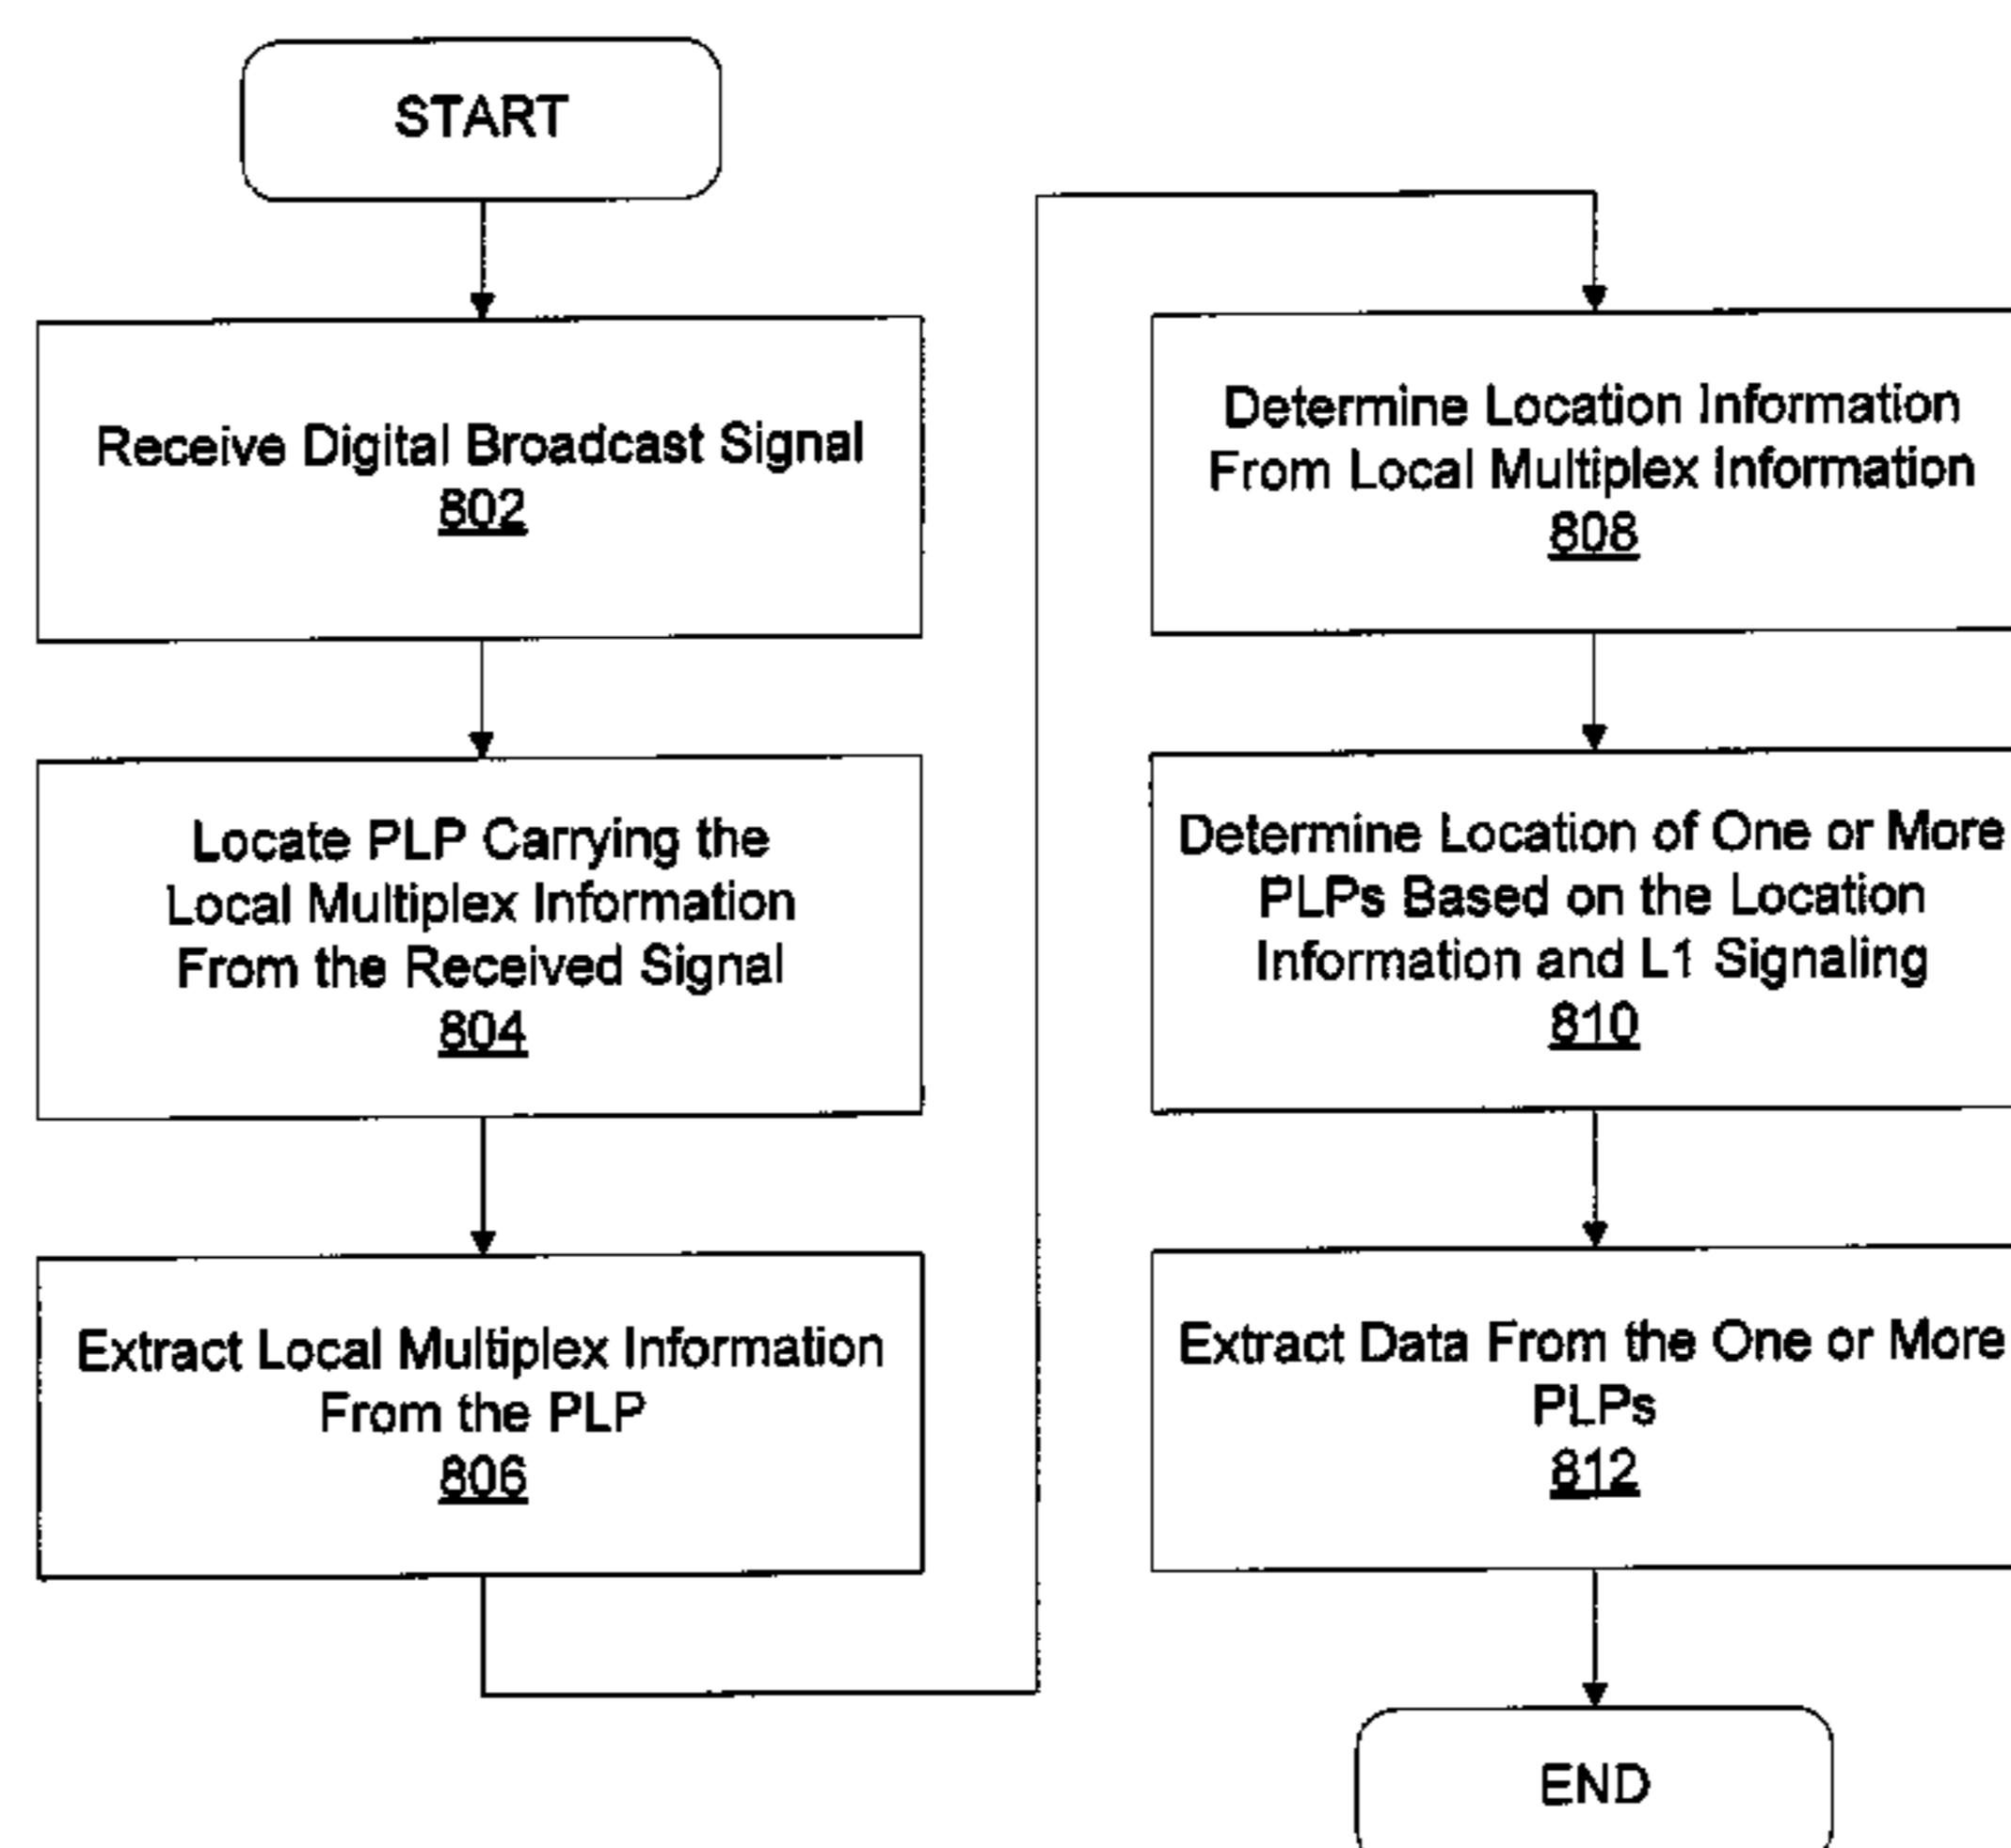 START
Receive Digital Broadcast Signal
802
Locate PLP Carrying the
Local Multiplex Information
From the Received Signal
804
Extract Local Multiplex Information
From the PLP
806
Determine Location Information
From Local Multiplex Information
808
Determine Location of One or More
PLPs Based on the Location
Information and L1 Signaling
810
Extract Data From the One or More
PLPs
812
END